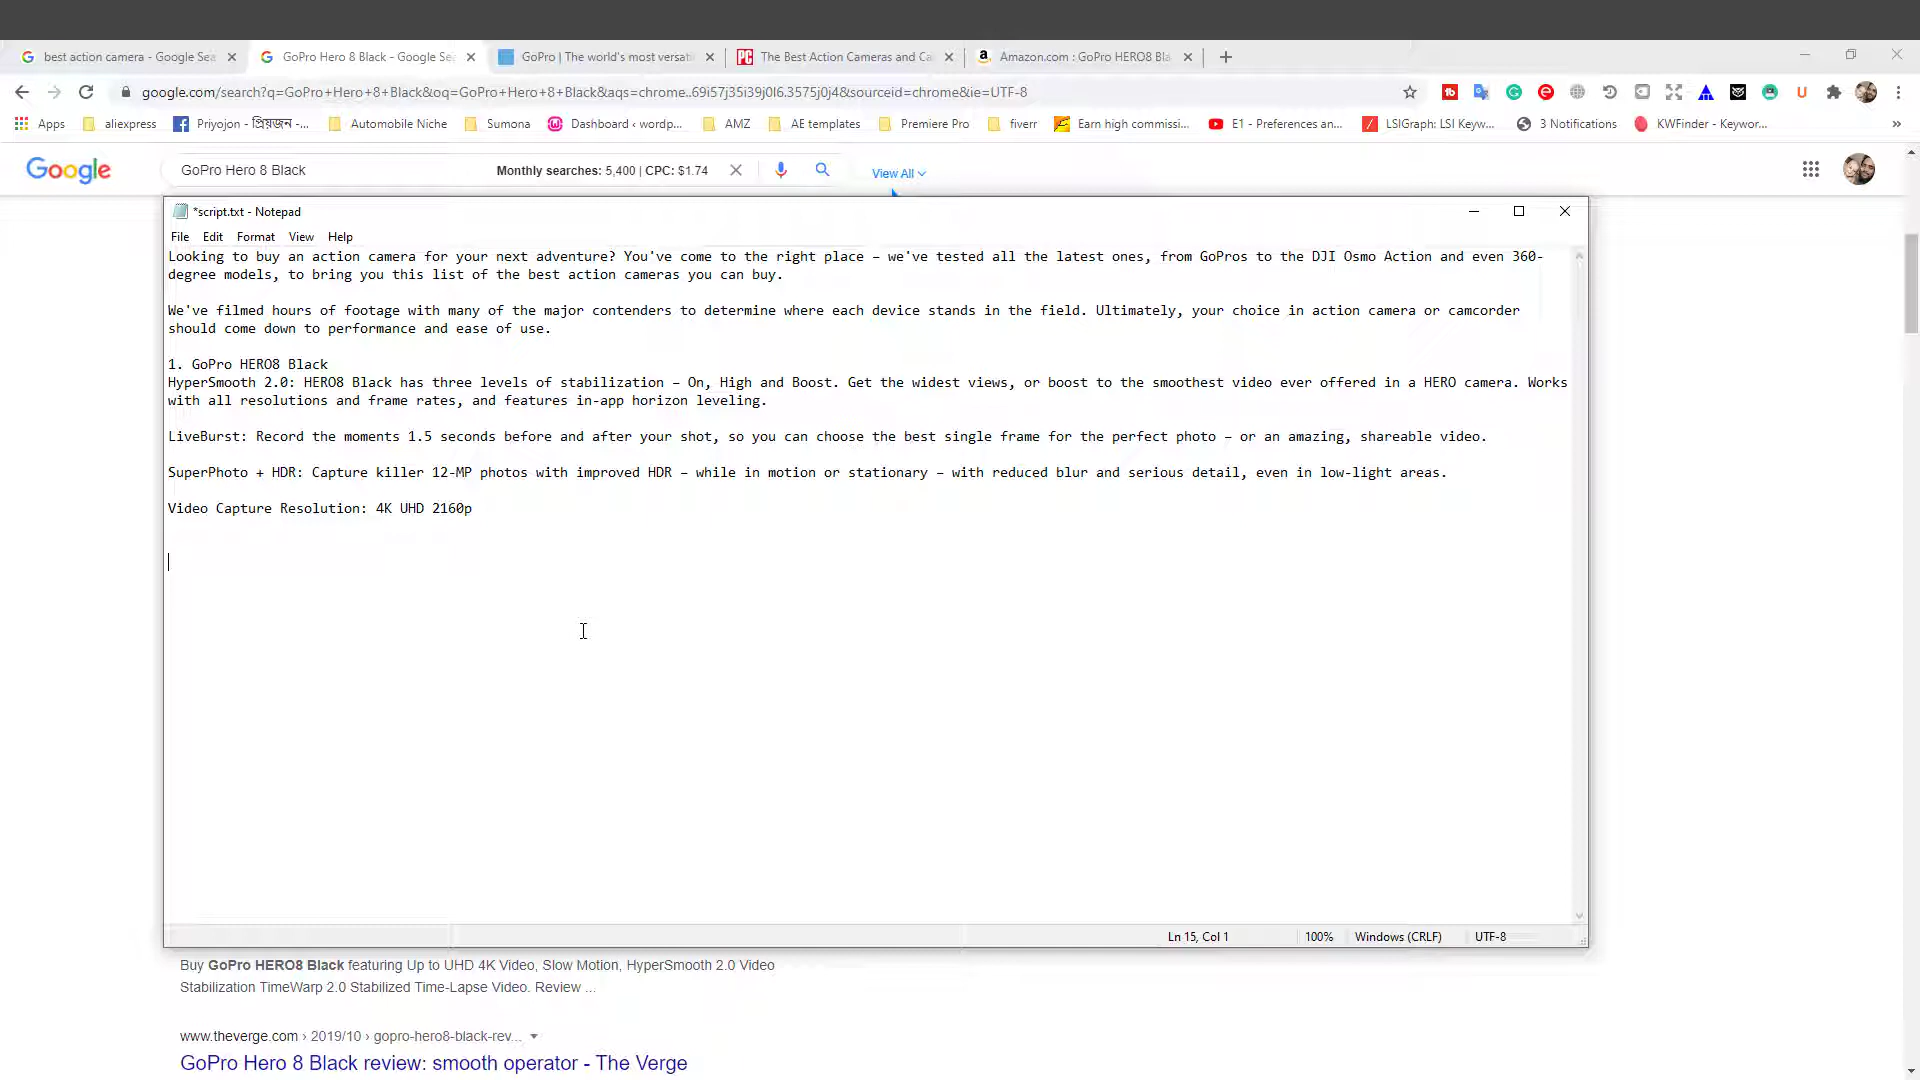 best action camera - Google Sea
GoPro Hero 8 Black - Google Sea
GoPro | The world's most versati
The Best Action Cameras and Ca
Amazon.com : GoPro HERO8 Bla
google.com/search?q=GoPro+Hero+8+Black&oq=GoPro+Hero+8+Black&aqs=chrome..69i57j35i39j0l6.3575j0j4&sourceid=chrome&ie=UTF-8
Apps
aliexpress
Priyojon - প্রিয়জন -...
Automobile Niche
Sumona
Dashboard ‹ wordp...
AMZ
AE templates
Premiere Pro
fiverr
Earn high commissi...
E1 - Preferences an...
LSIGraph: LSI Keyw...
3 Notifications
KWFinder - Keywor...
»
Google
GoPro Hero 8 Black
Monthly searches: 5,400 | CPC: $1.74
View All
*script.txt - Notepad
File Edit Format View Help
Looking to buy an action camera for your next adventure? You've come to the right place – we've tested all the latest ones, from GoPros to the DJI Osmo Action and even 360-
degree models, to bring you this list of the best action cameras you can buy.
We've filmed hours of footage with many of the major contenders to determine where each device stands in the field. Ultimately, your choice in action camera or camcorder
should come down to performance and ease of use.
1. GoPro HERO8 Black
HyperSmooth 2.0: HERO8 Black has three levels of stabilization – On, High and Boost. Get the widest views, or boost to the smoothest video ever offered in a HERO camera. Works
with all resolutions and frame rates, and features in-app horizon leveling.
LiveBurst: Record the moments 1.5 seconds before and after your shot, so you can choose the best single frame for the perfect photo – or an amazing, shareable video.
SuperPhoto + HDR: Capture killer 12-MP photos with improved HDR – while in motion or stationary – with reduced blur and serious detail, even in low-light areas.
Video Capture Resolution: 4K UHD 2160p
Ln 15, Col 1
100%
Windows (CRLF)
UTF-8
Buy GoPro HERO8 Black featuring Up to UHD 4K Video, Slow Motion, HyperSmooth 2.0 Video
Stabilization TimeWarp 2.0 Stabilized Time-Lapse Video. Review ...
www.theverge.com › 2019/10 › gopro-hero8-black-rev...
GoPro Hero 8 Black review: smooth operator - The Verge